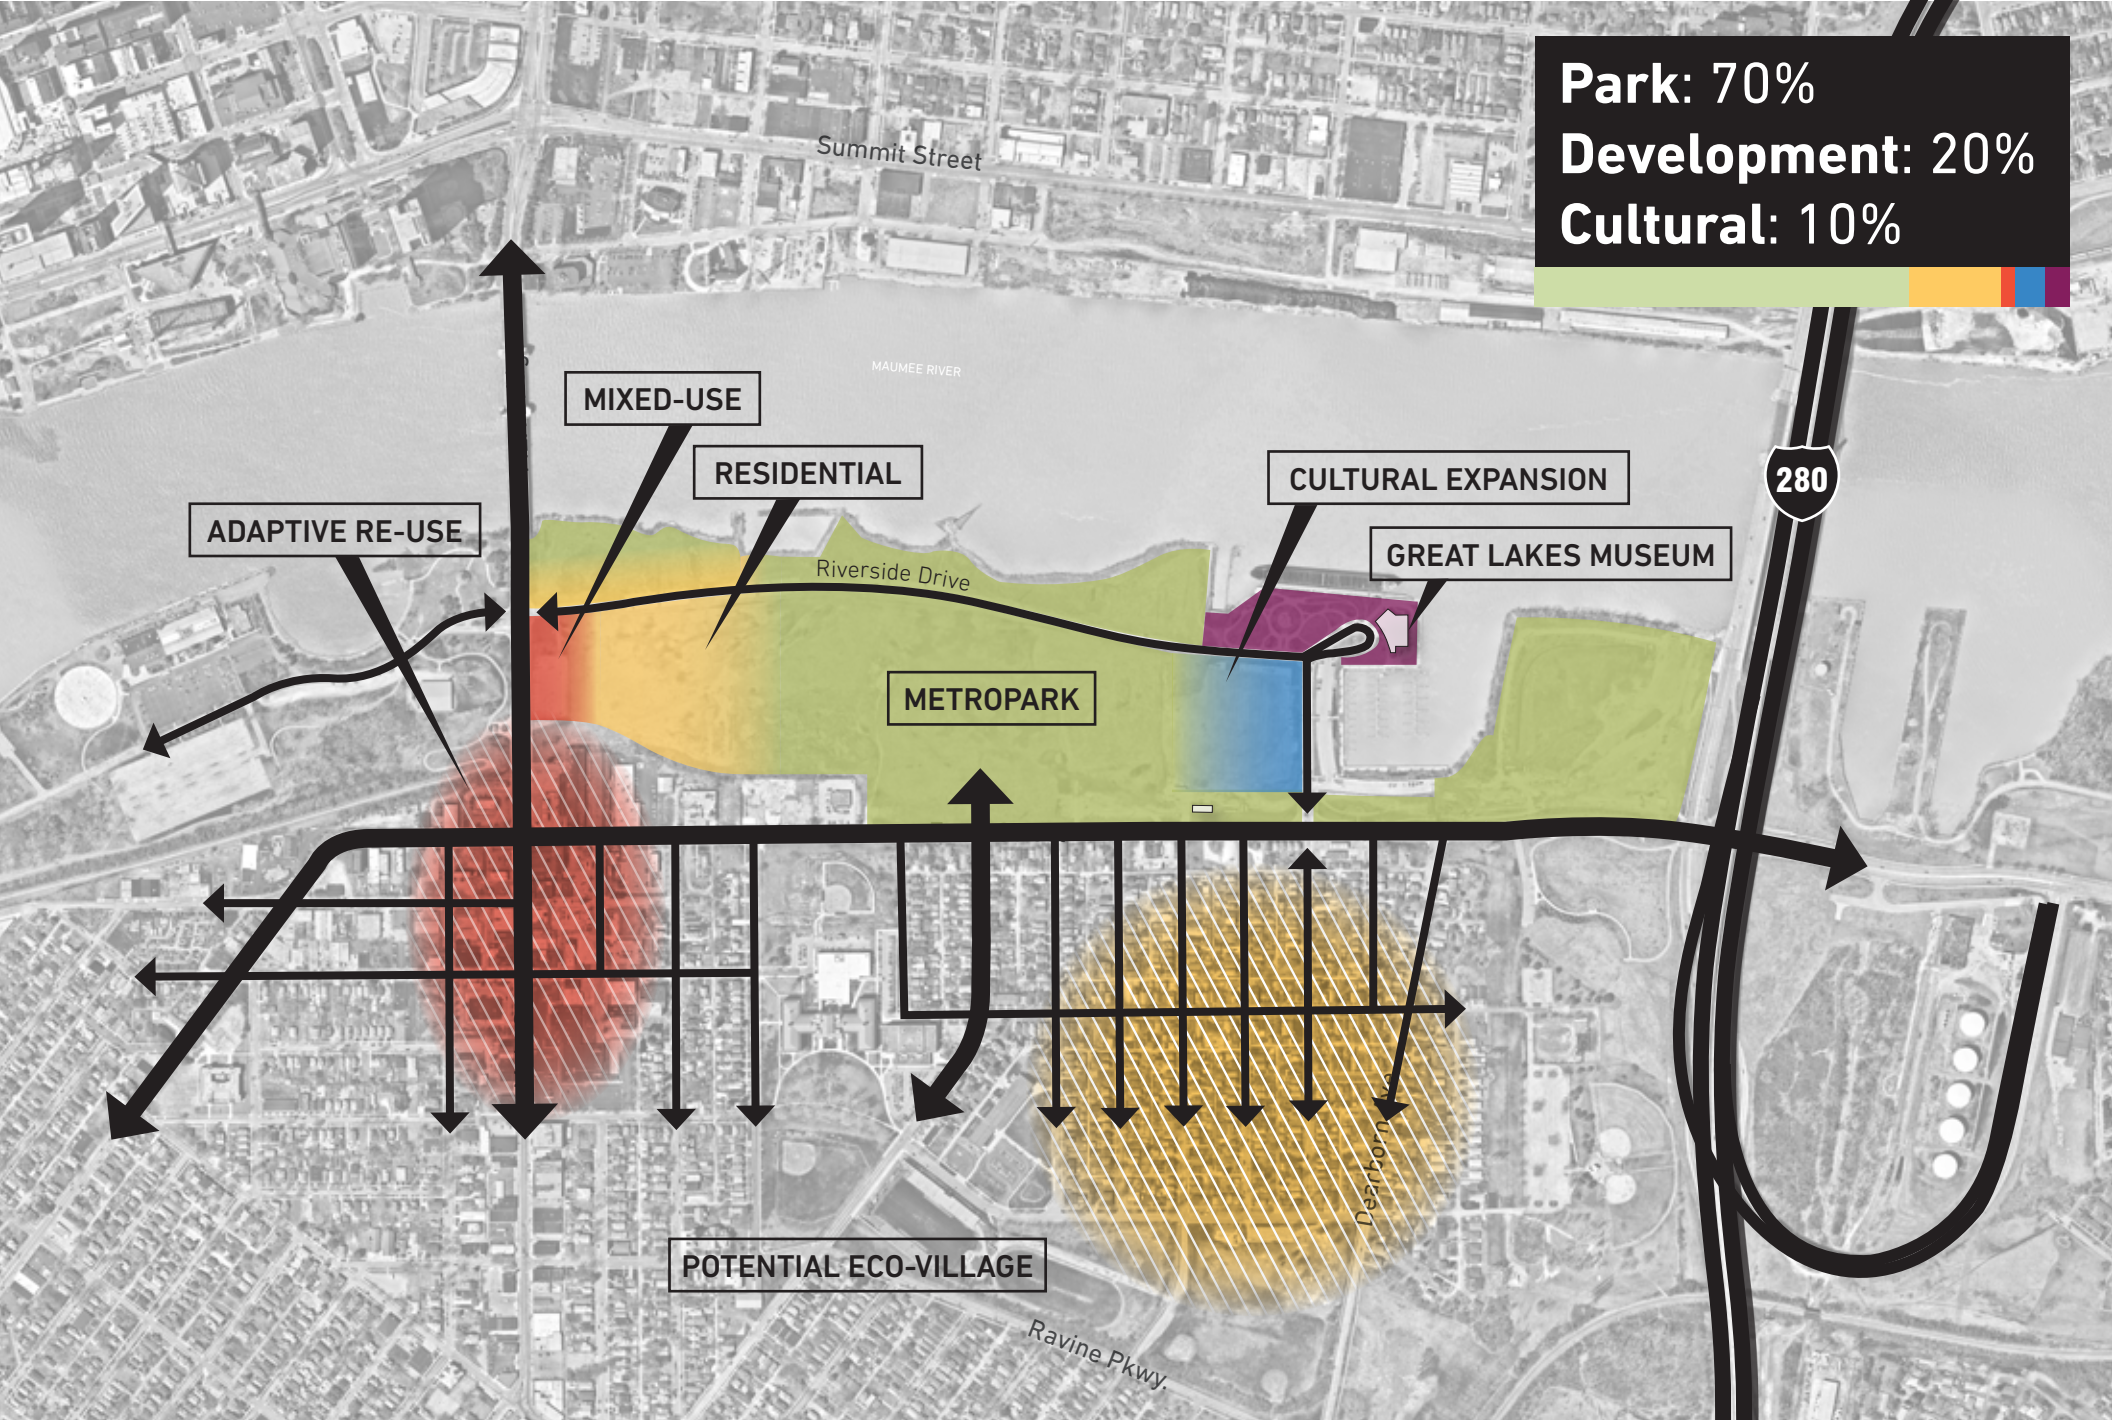 Park: 70%
Development: 20%
Cultural: 10%
Summit Street
MAUMEE RIVER
MIXED-USE
RESIDENTIAL
CULTURAL EXPANSION
280
ADAPTIVE RE-USE
GREAT LAKES MUSEUM
Riverside Drive
METROPARK
Dearborn
POTENTIAL ECO-VILLAGE
Ravine Pkwy.